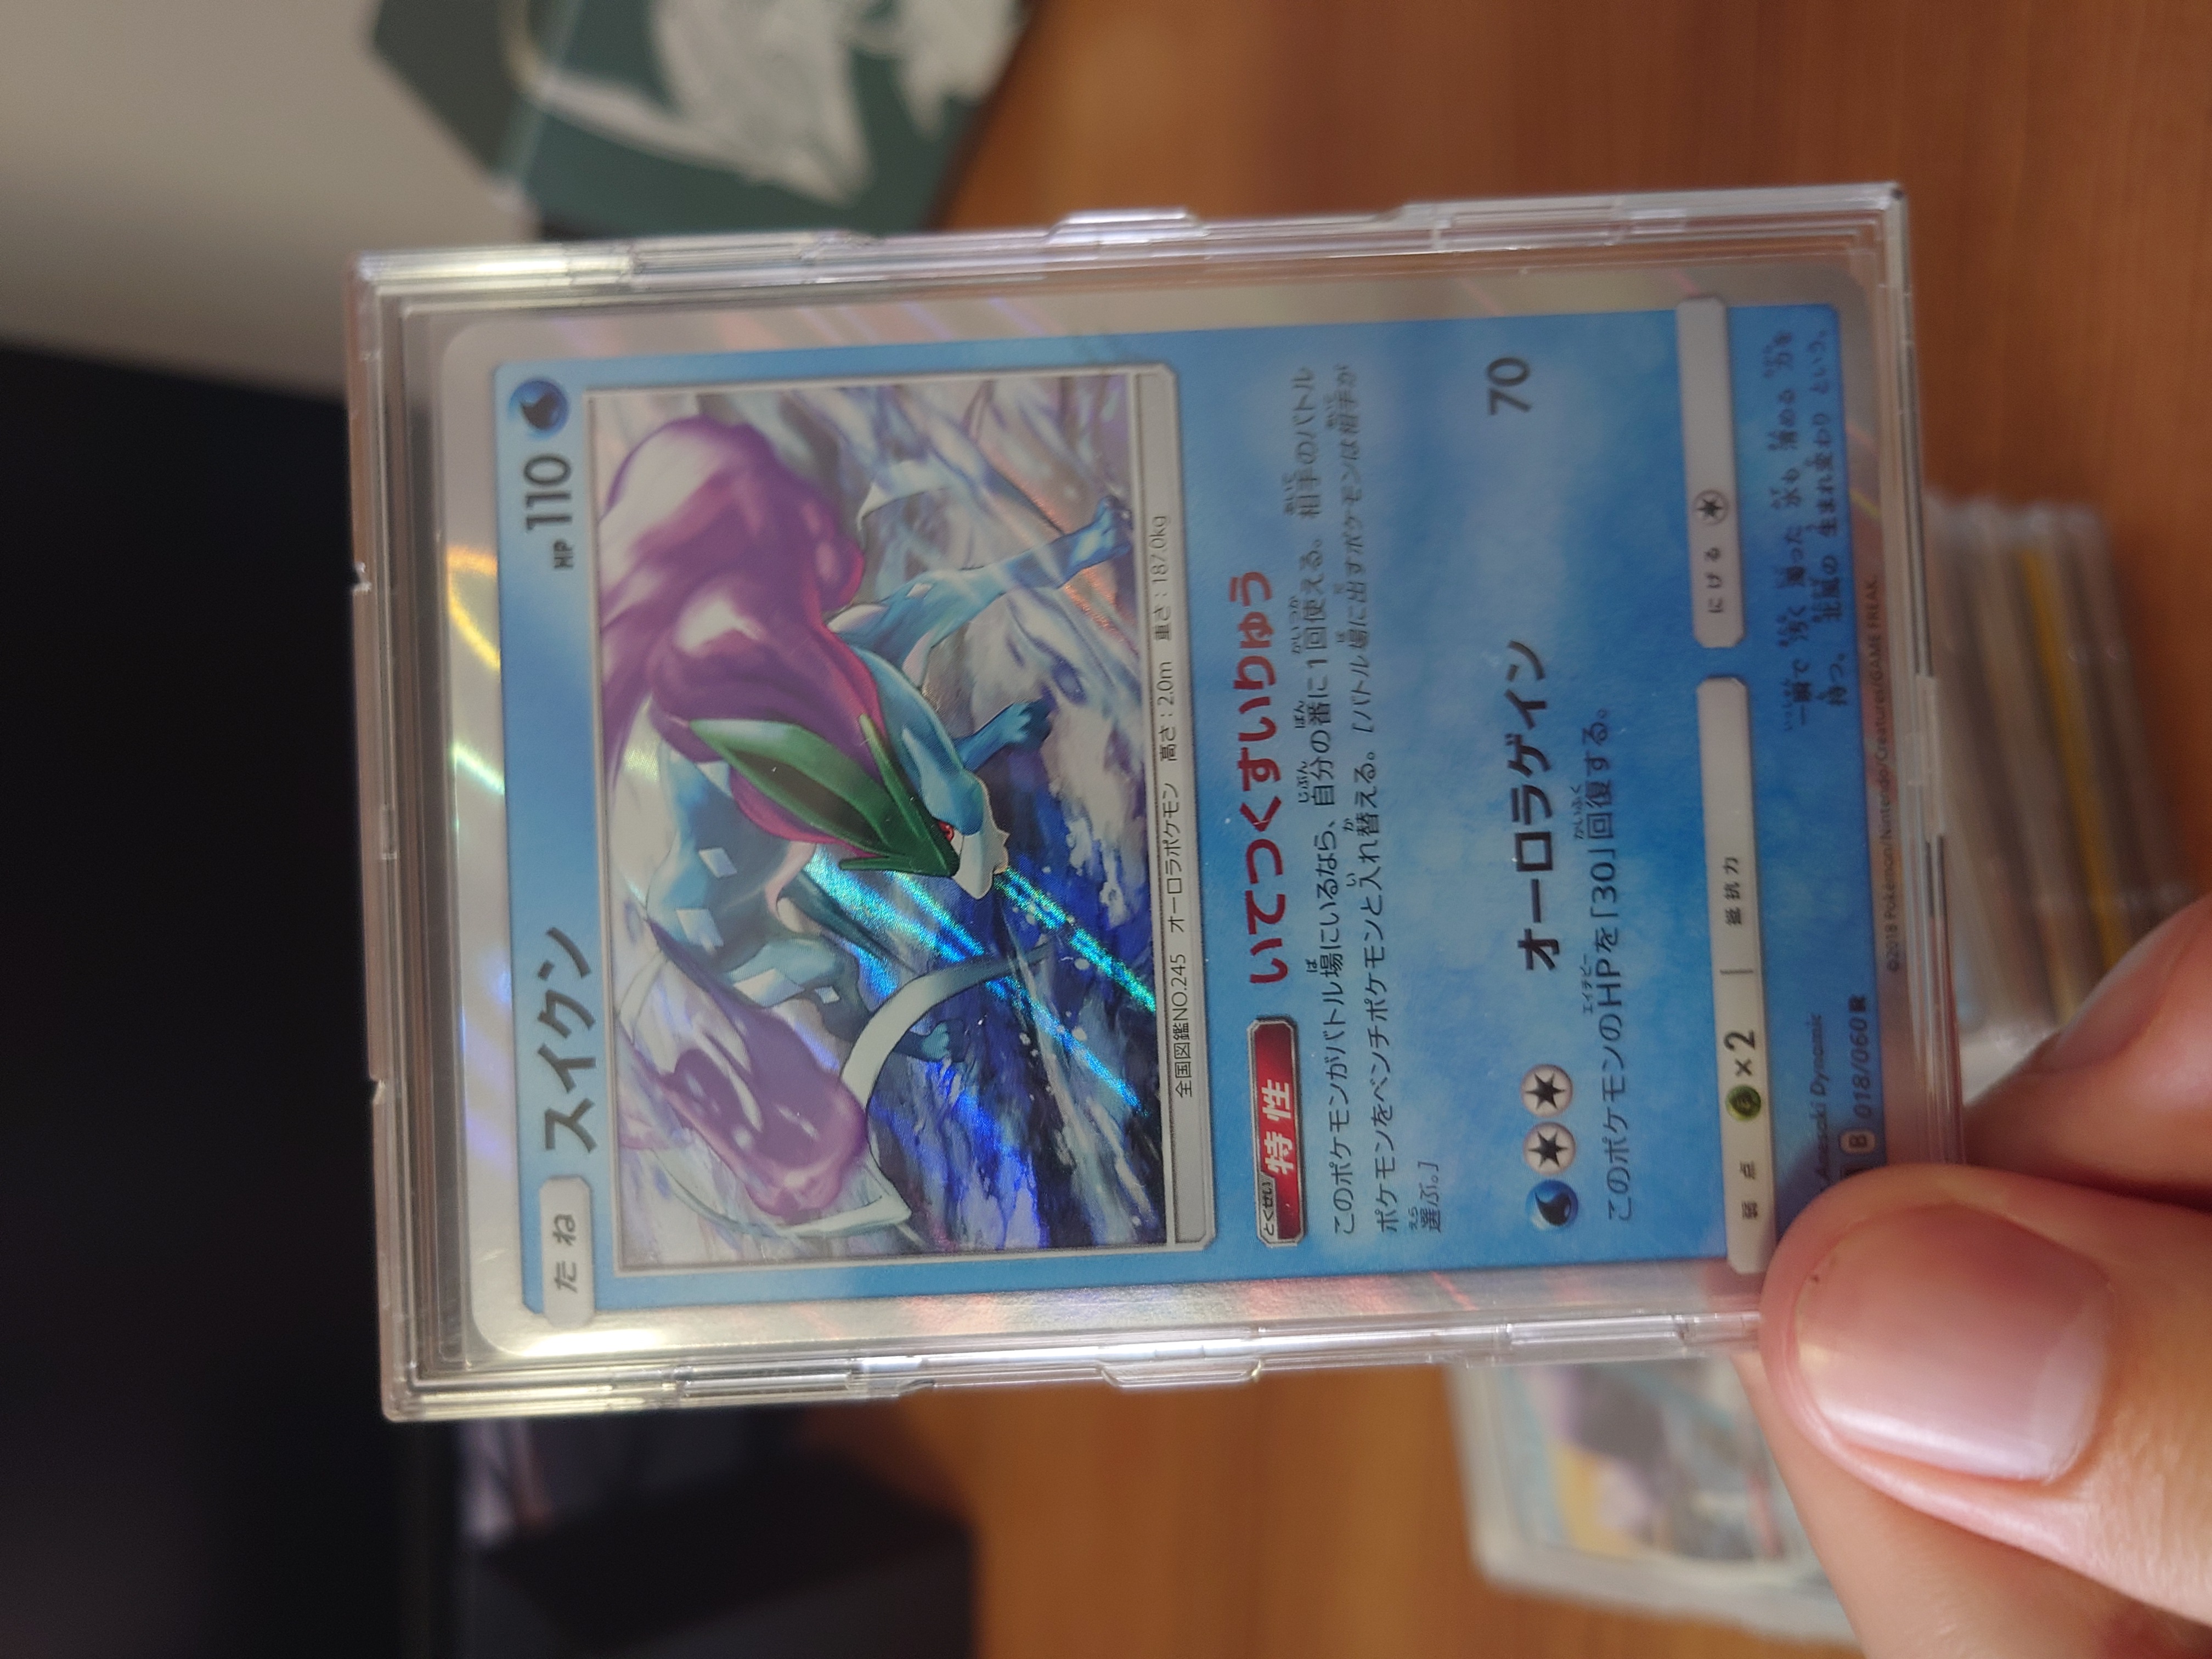 たね スイクン HP 110
全国図鑑NO.245 オーロラポケモン 高さ:2.0m 重さ:187.0kg
とくせい 特性 いてつくすいりゅう
このポケモンがバトル場にいるなら、自分の番に1回使える。相手のバトル
ポケモンをベンチポケモンと入れ替える。[バトル場に出すポケモンは相手が
選ぶ。]
オーロラゲイン 70
このポケモンのHPを「30」回復する。
弱点 ×2 抵抗力 にげる
一瞬で 汚く 濁った 水も 清める 力を
持つ。 北風の 生まれ変わり という。
Anesaki Dynamic
B 018/060 R
©2018 Pokémon/Nintendo/Creatures/GAME FREAK.